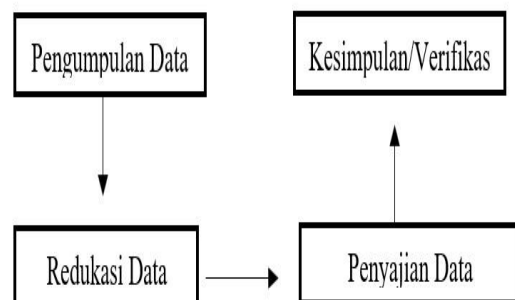 Pengumpulan Data
Kesimpulan/Verifikas
Redukasi Data
Penyajian Data